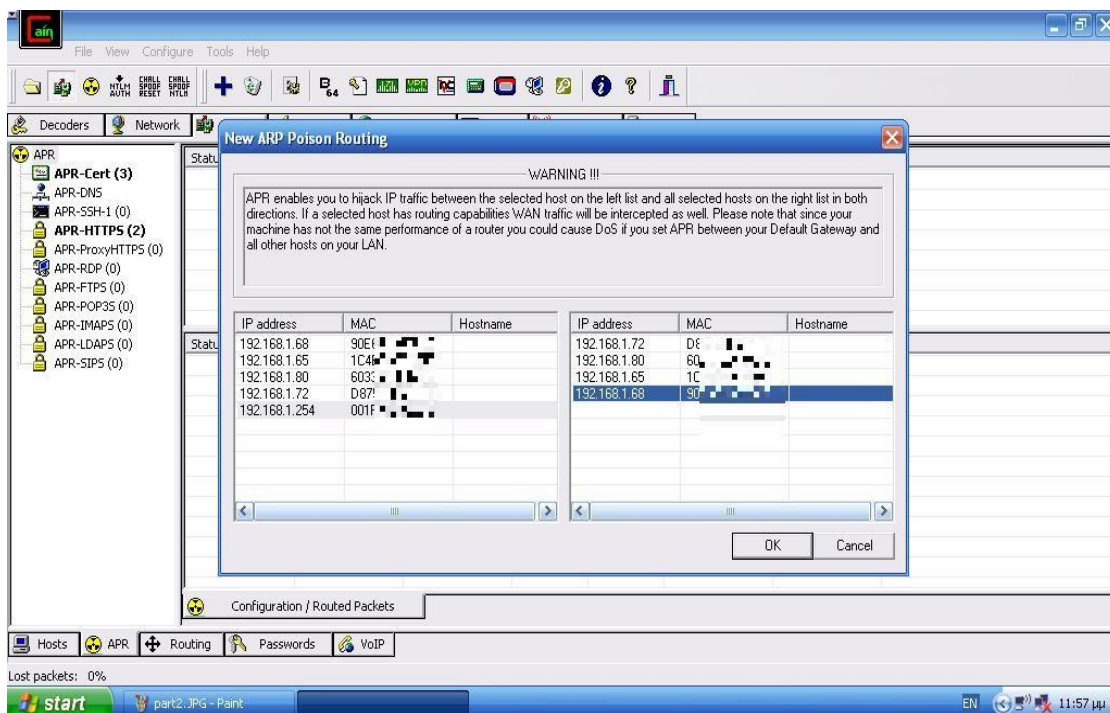 Cain
File View Configure Tools Help
NTLM AUTH
CHALL SPOOF RESET
CHALL SPOOF NTLM
B64
Decoders Network
New ARP Poison Routing
WARNING !!!
APR enables you to hijack IP traffic between the selected host on the left list and all selected hosts on the right list in both
directions. If a selected host has routing capabilities WAN traffic will be intercepted as well. Please note that since your
machine has not the same performance of a router you could cause DoS if you set APR between your Default Gateway and
all other hosts on your LAN.
IP address MAC Hostname
192.168.1.68
192.168.1.65
192.168.1.80
192.168.1.72
192.168.1.254
IP address MAC Hostname
192.168.1.72
192.168.1.80
192.168.1.65
192.168.1.68
OK Cancel
APR
APR-Cert (3)
APR-DNS
APR-SSH-1 (0)
APR-HTTPS (2)
APR-ProxyHTTPS (0)
APR-RDP (0)
APR-FTPS (0)
APR-POP3S (0)
APR-IMAPS (0)
APR-LDAPS (0)
APR-SIPS (0)
Configuration / Routed Packets
Hosts APR Routing Passwords VoIP
Lost packets: 0%
start part2.JPG - Paint EN 11:57 μμ